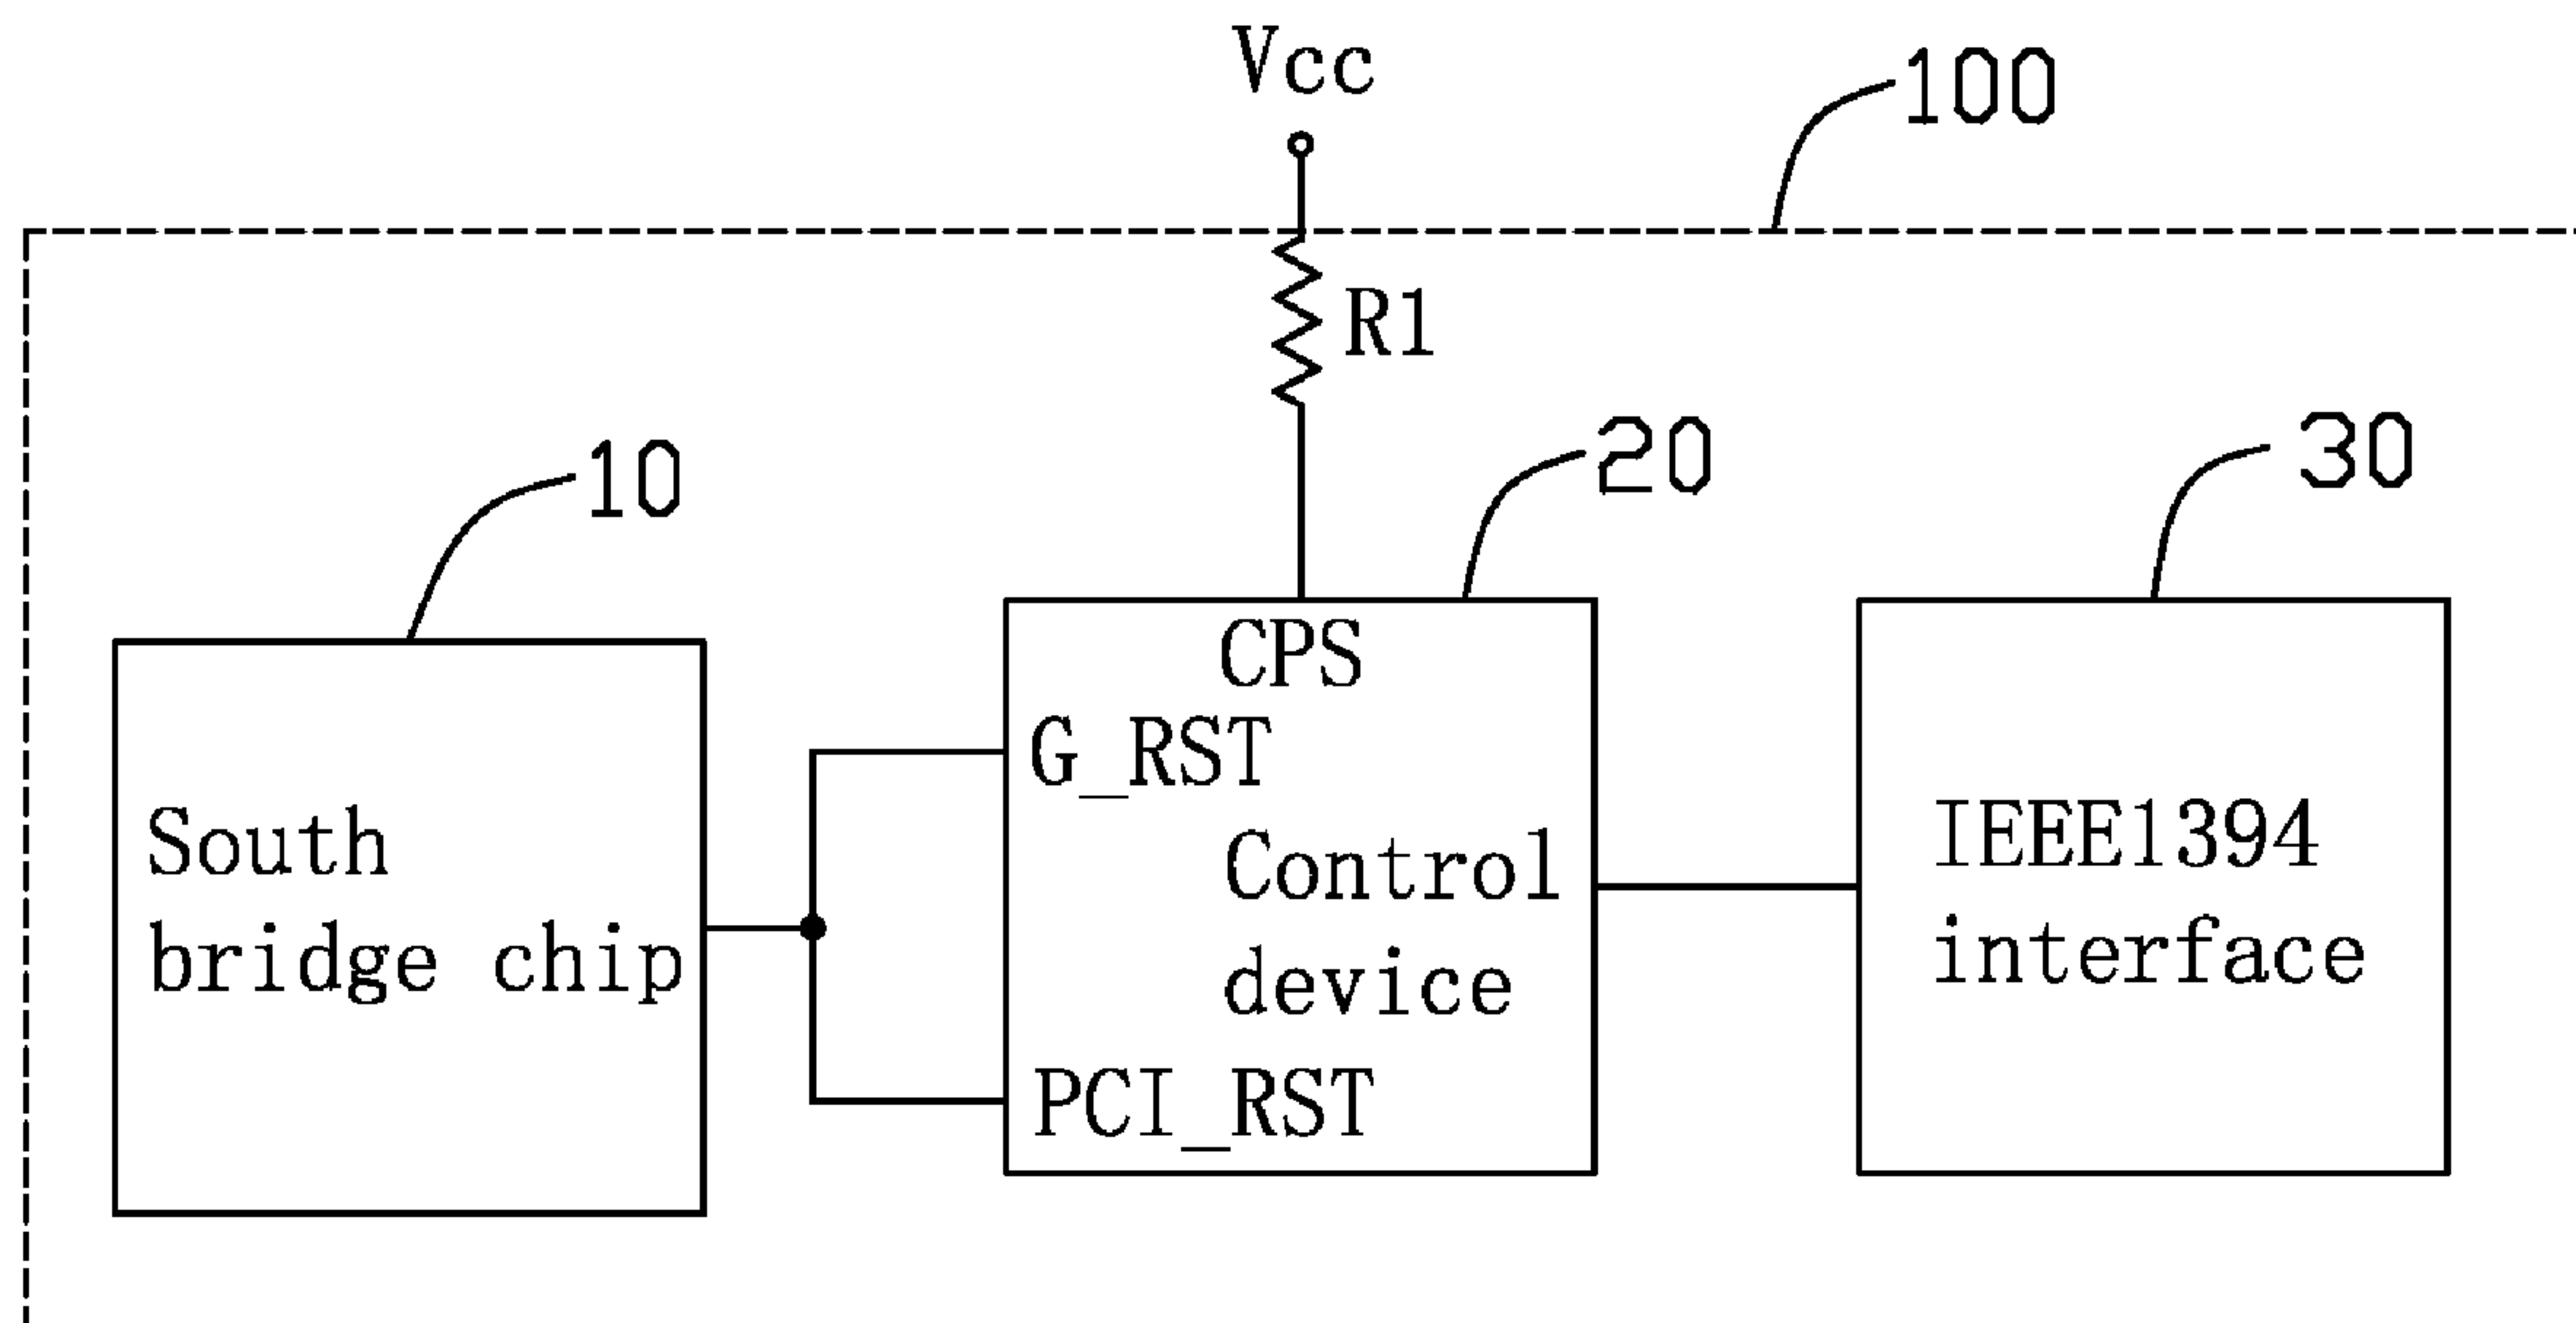 Vcc
100
R1
10
20
30
CPS
G_RST
South
bridge chip
Control
device
PCI_RST
IEEE1394
interface